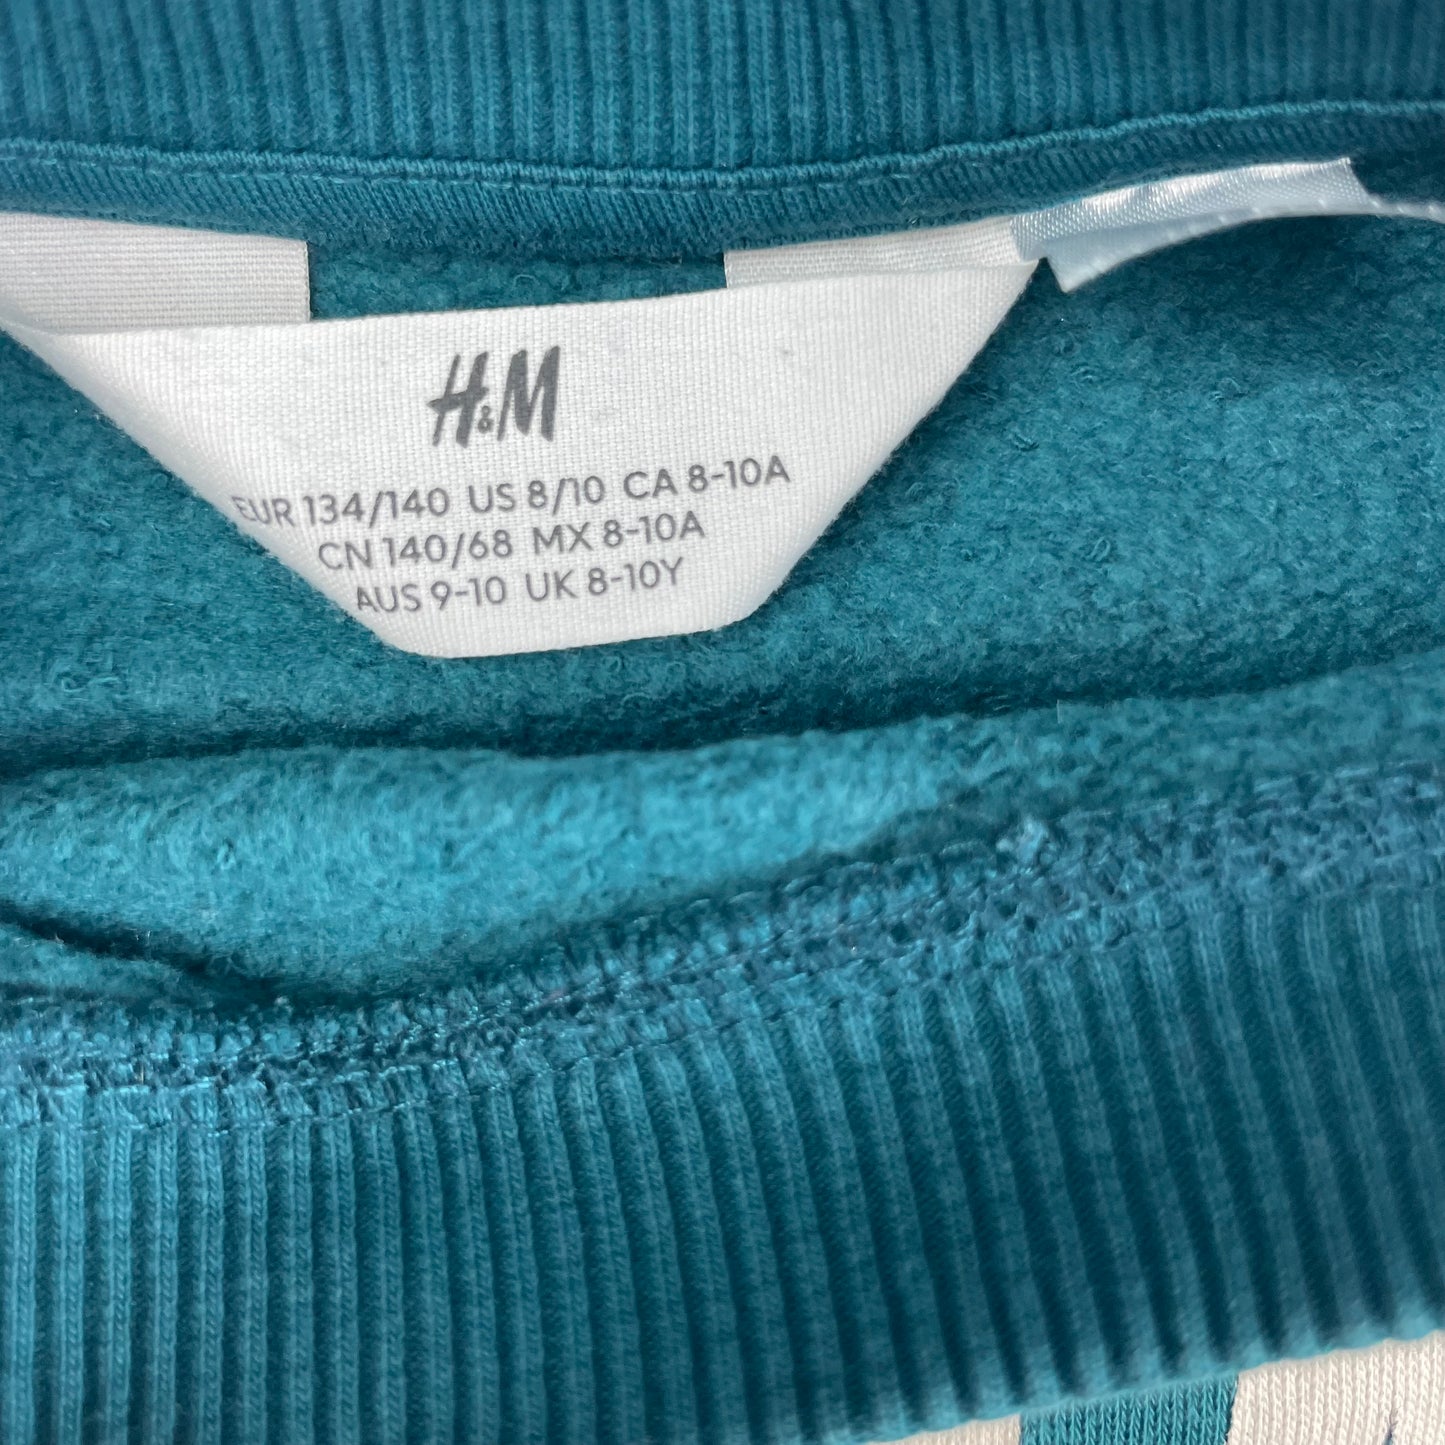 H&M
EUR 134/140 US 8/10 CA 8-10A
CN 140/68 MX 8-10A
AUS 9-10 UK 8-10Y